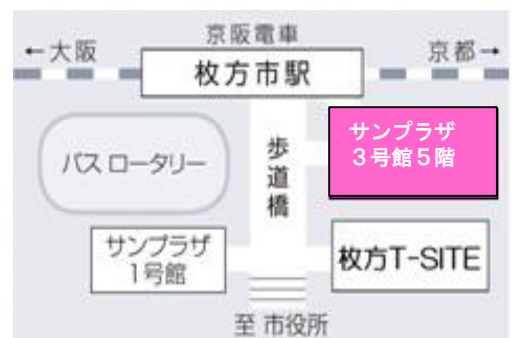 京阪電車
←大阪
京都→
枚方市駅
サンプラザ
３号館５階
歩道橋
バス ロータリー
サンプラザ
1号館
枚方T-SITE
至 市役所